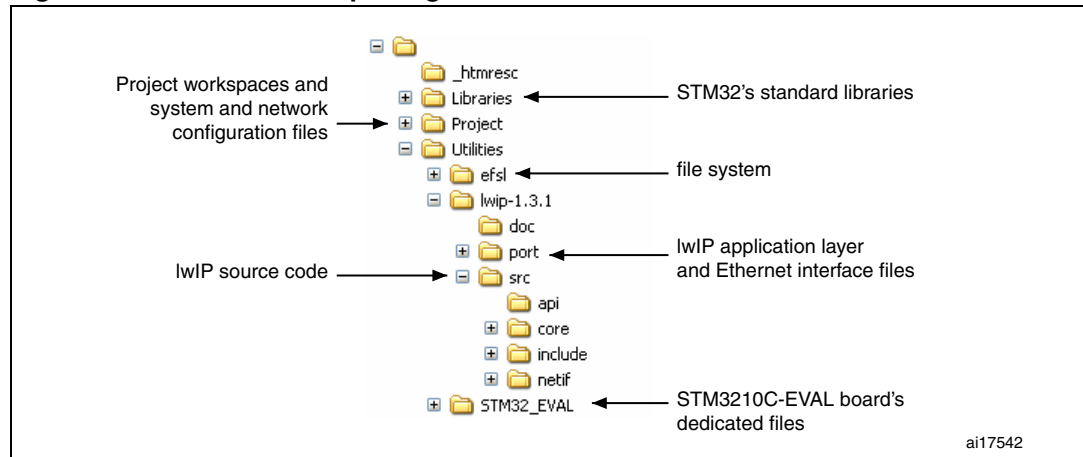 _htmresc
Project workspaces and
system and network
configuration files
Libraries
STM32's standard libraries
Project
Utilities
efsl
file system
lwip-1.3.1
doc
port
lwIP application layer
and Ethernet interface files
lwIP source code
src
api
core
include
netif
STM32_EVAL
STM3210C-EVAL board's
dedicated files
ai17542